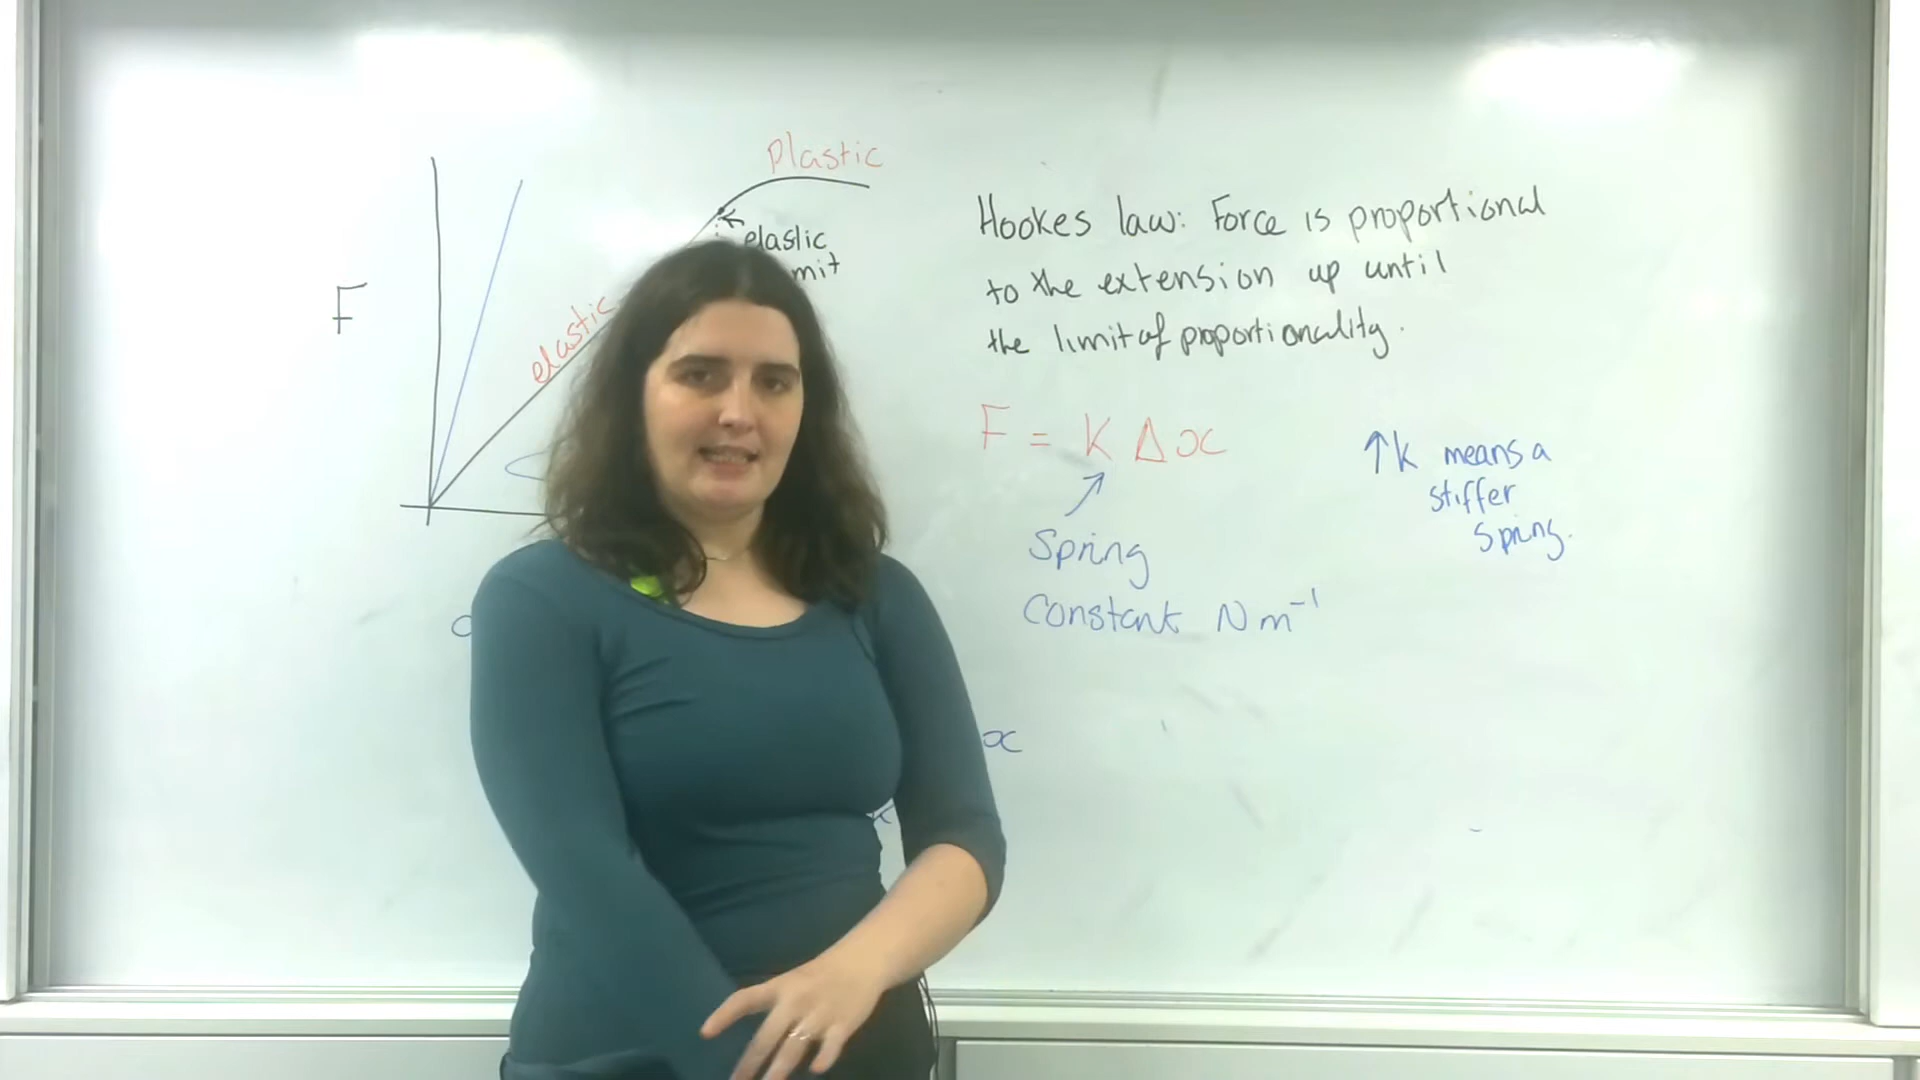 Plastic
elastic
F
elastic
Hookes law: Force is proportional
to the extension up until
the limit of proportionality.
F = K Δx
↑k means a
stiffer
spring.
Spring
Constant Nm⁻¹
x